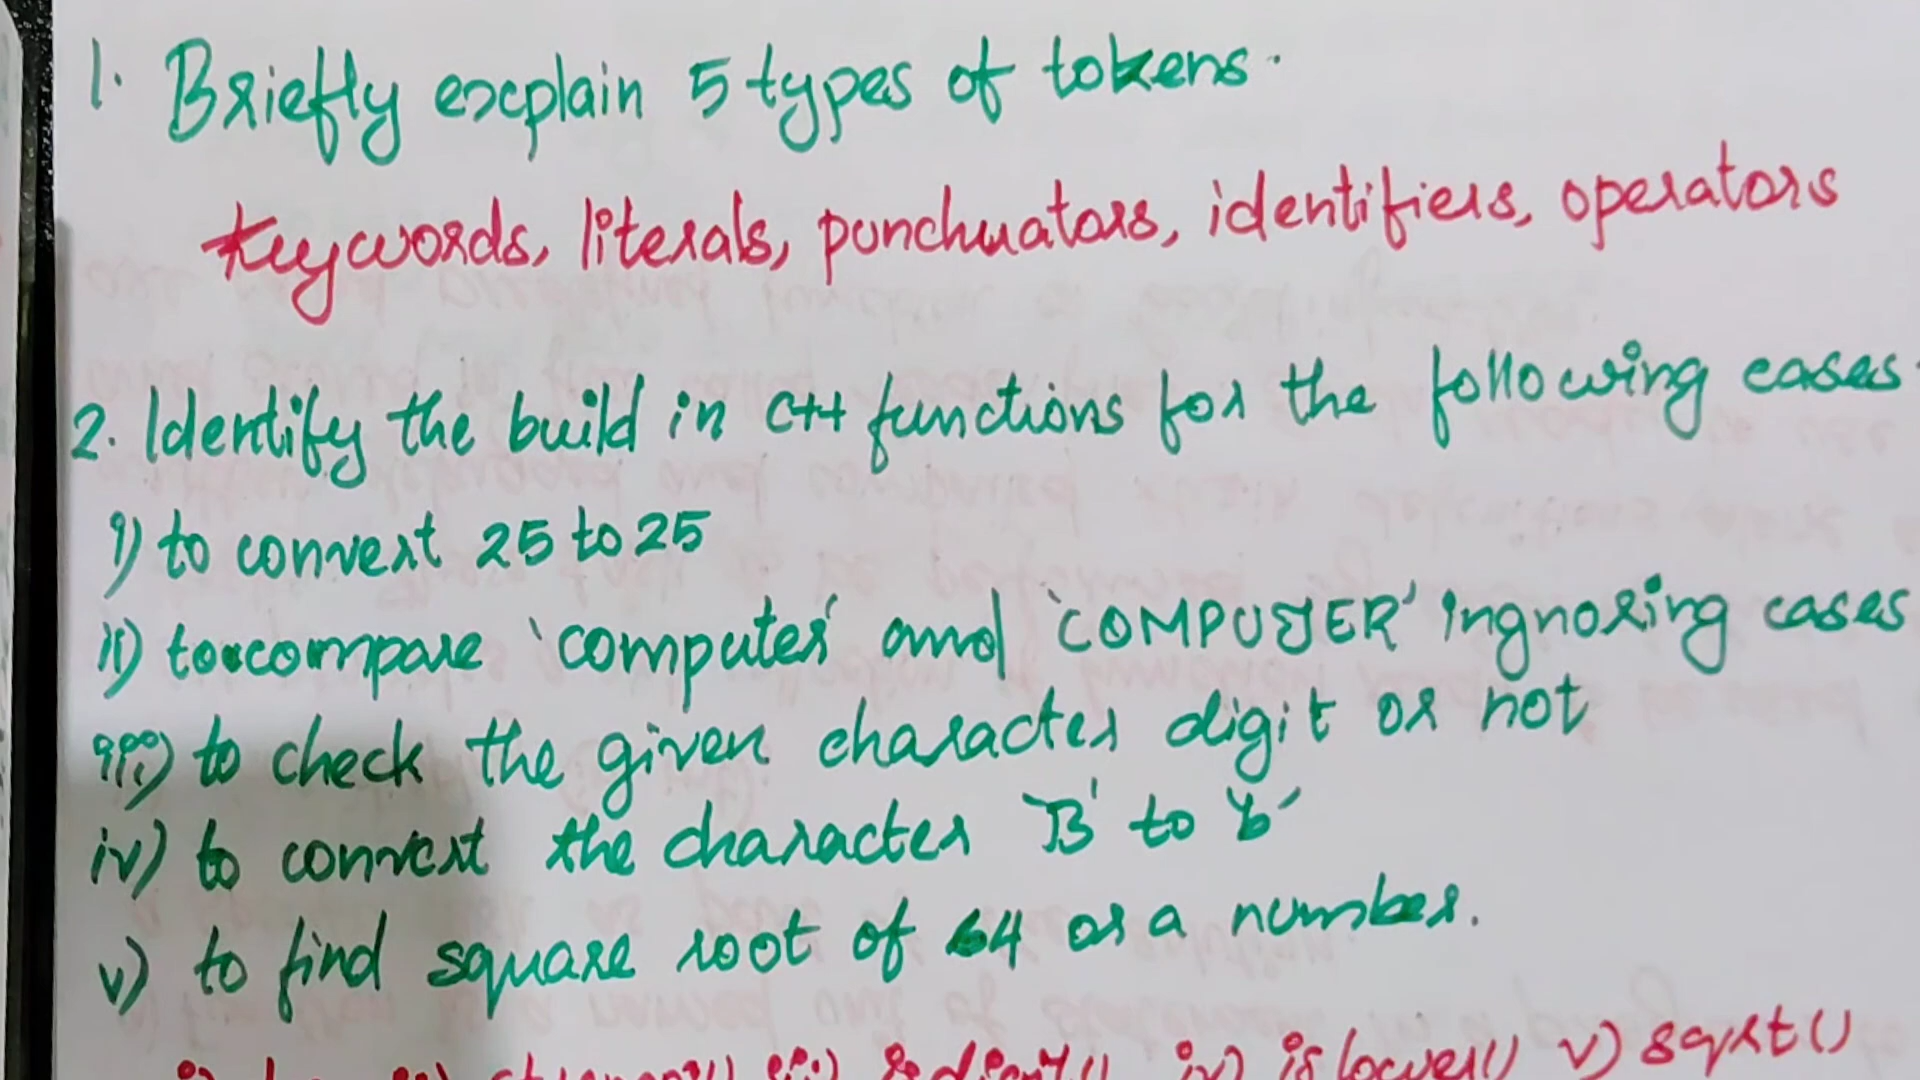 1. Briefly explain 5 types of tokens.
Keywords, literals, punchuators, identifiers, operators
2. Identify the build in C++ functions for the following cases.
i) to convert 25 to 25
ii) to compare 'computer' and 'COMPUTER' ingnoring cases
iii) to check the given character digit or not
iv) to convert the character 'B' to 'b'
v) to find square root of 64 or a number.
iv) islower() v) sqrt()